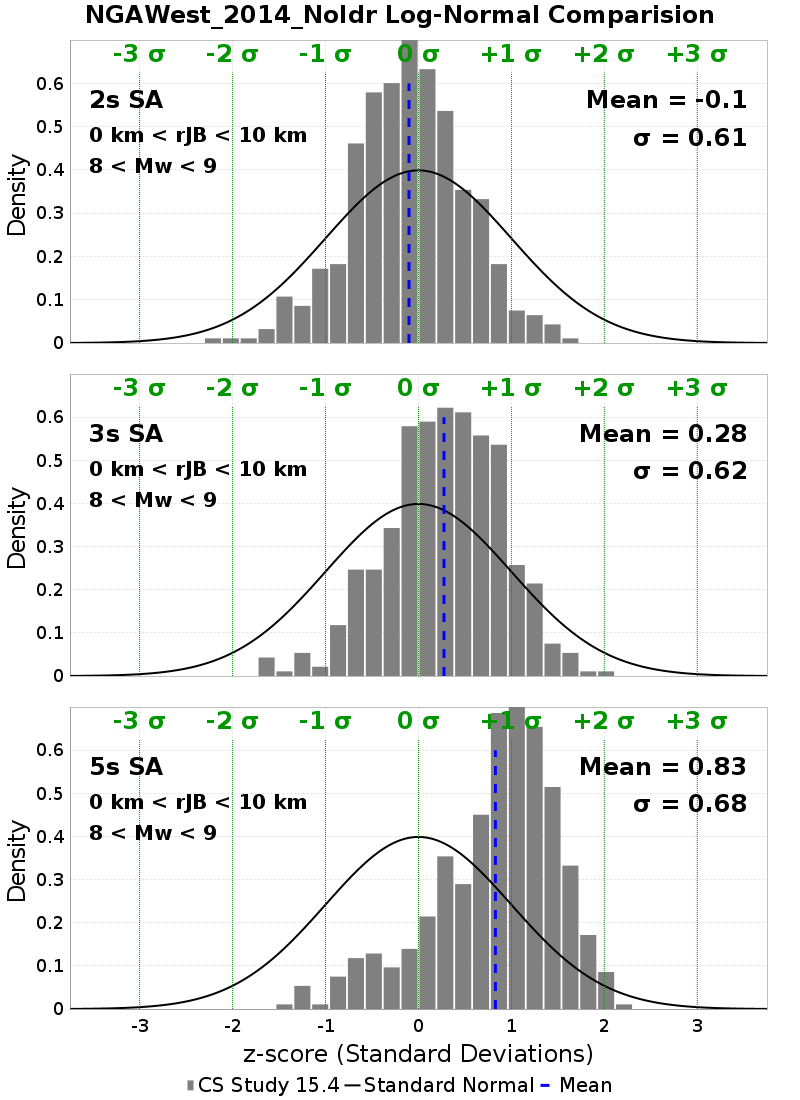 NGAWest_2014_NoIdr Log-Normal Comparision
-3 σ -2 σ -1 σ 0 σ +1 σ +2 σ +3 σ
2s SA
0 km < rJB < 10 km
8 < Mw < 9
Mean = -0.1
σ = 0.61
Density
0.6
0.5
0.4
0.3
0.2
0.1
0
-3 σ -2 σ -1 σ 0 σ +1 σ +2 σ +3 σ
3s SA
0 km < rJB < 10 km
8 < Mw < 9
Mean = 0.28
σ = 0.62
Density
0.6
0.5
0.4
0.3
0.2
0.1
0
-3 σ -2 σ -1 σ 0 σ +1 σ +2 σ +3 σ
5s SA
0 km < rJB < 10 km
8 < Mw < 9
Mean = 0.83
σ = 0.68
Density
0.6
0.5
0.4
0.3
0.2
0.1
0
-3 -2 -1 0 1 2 3
z-score (Standard Deviations)
CS Study 15.4 Standard Normal Mean